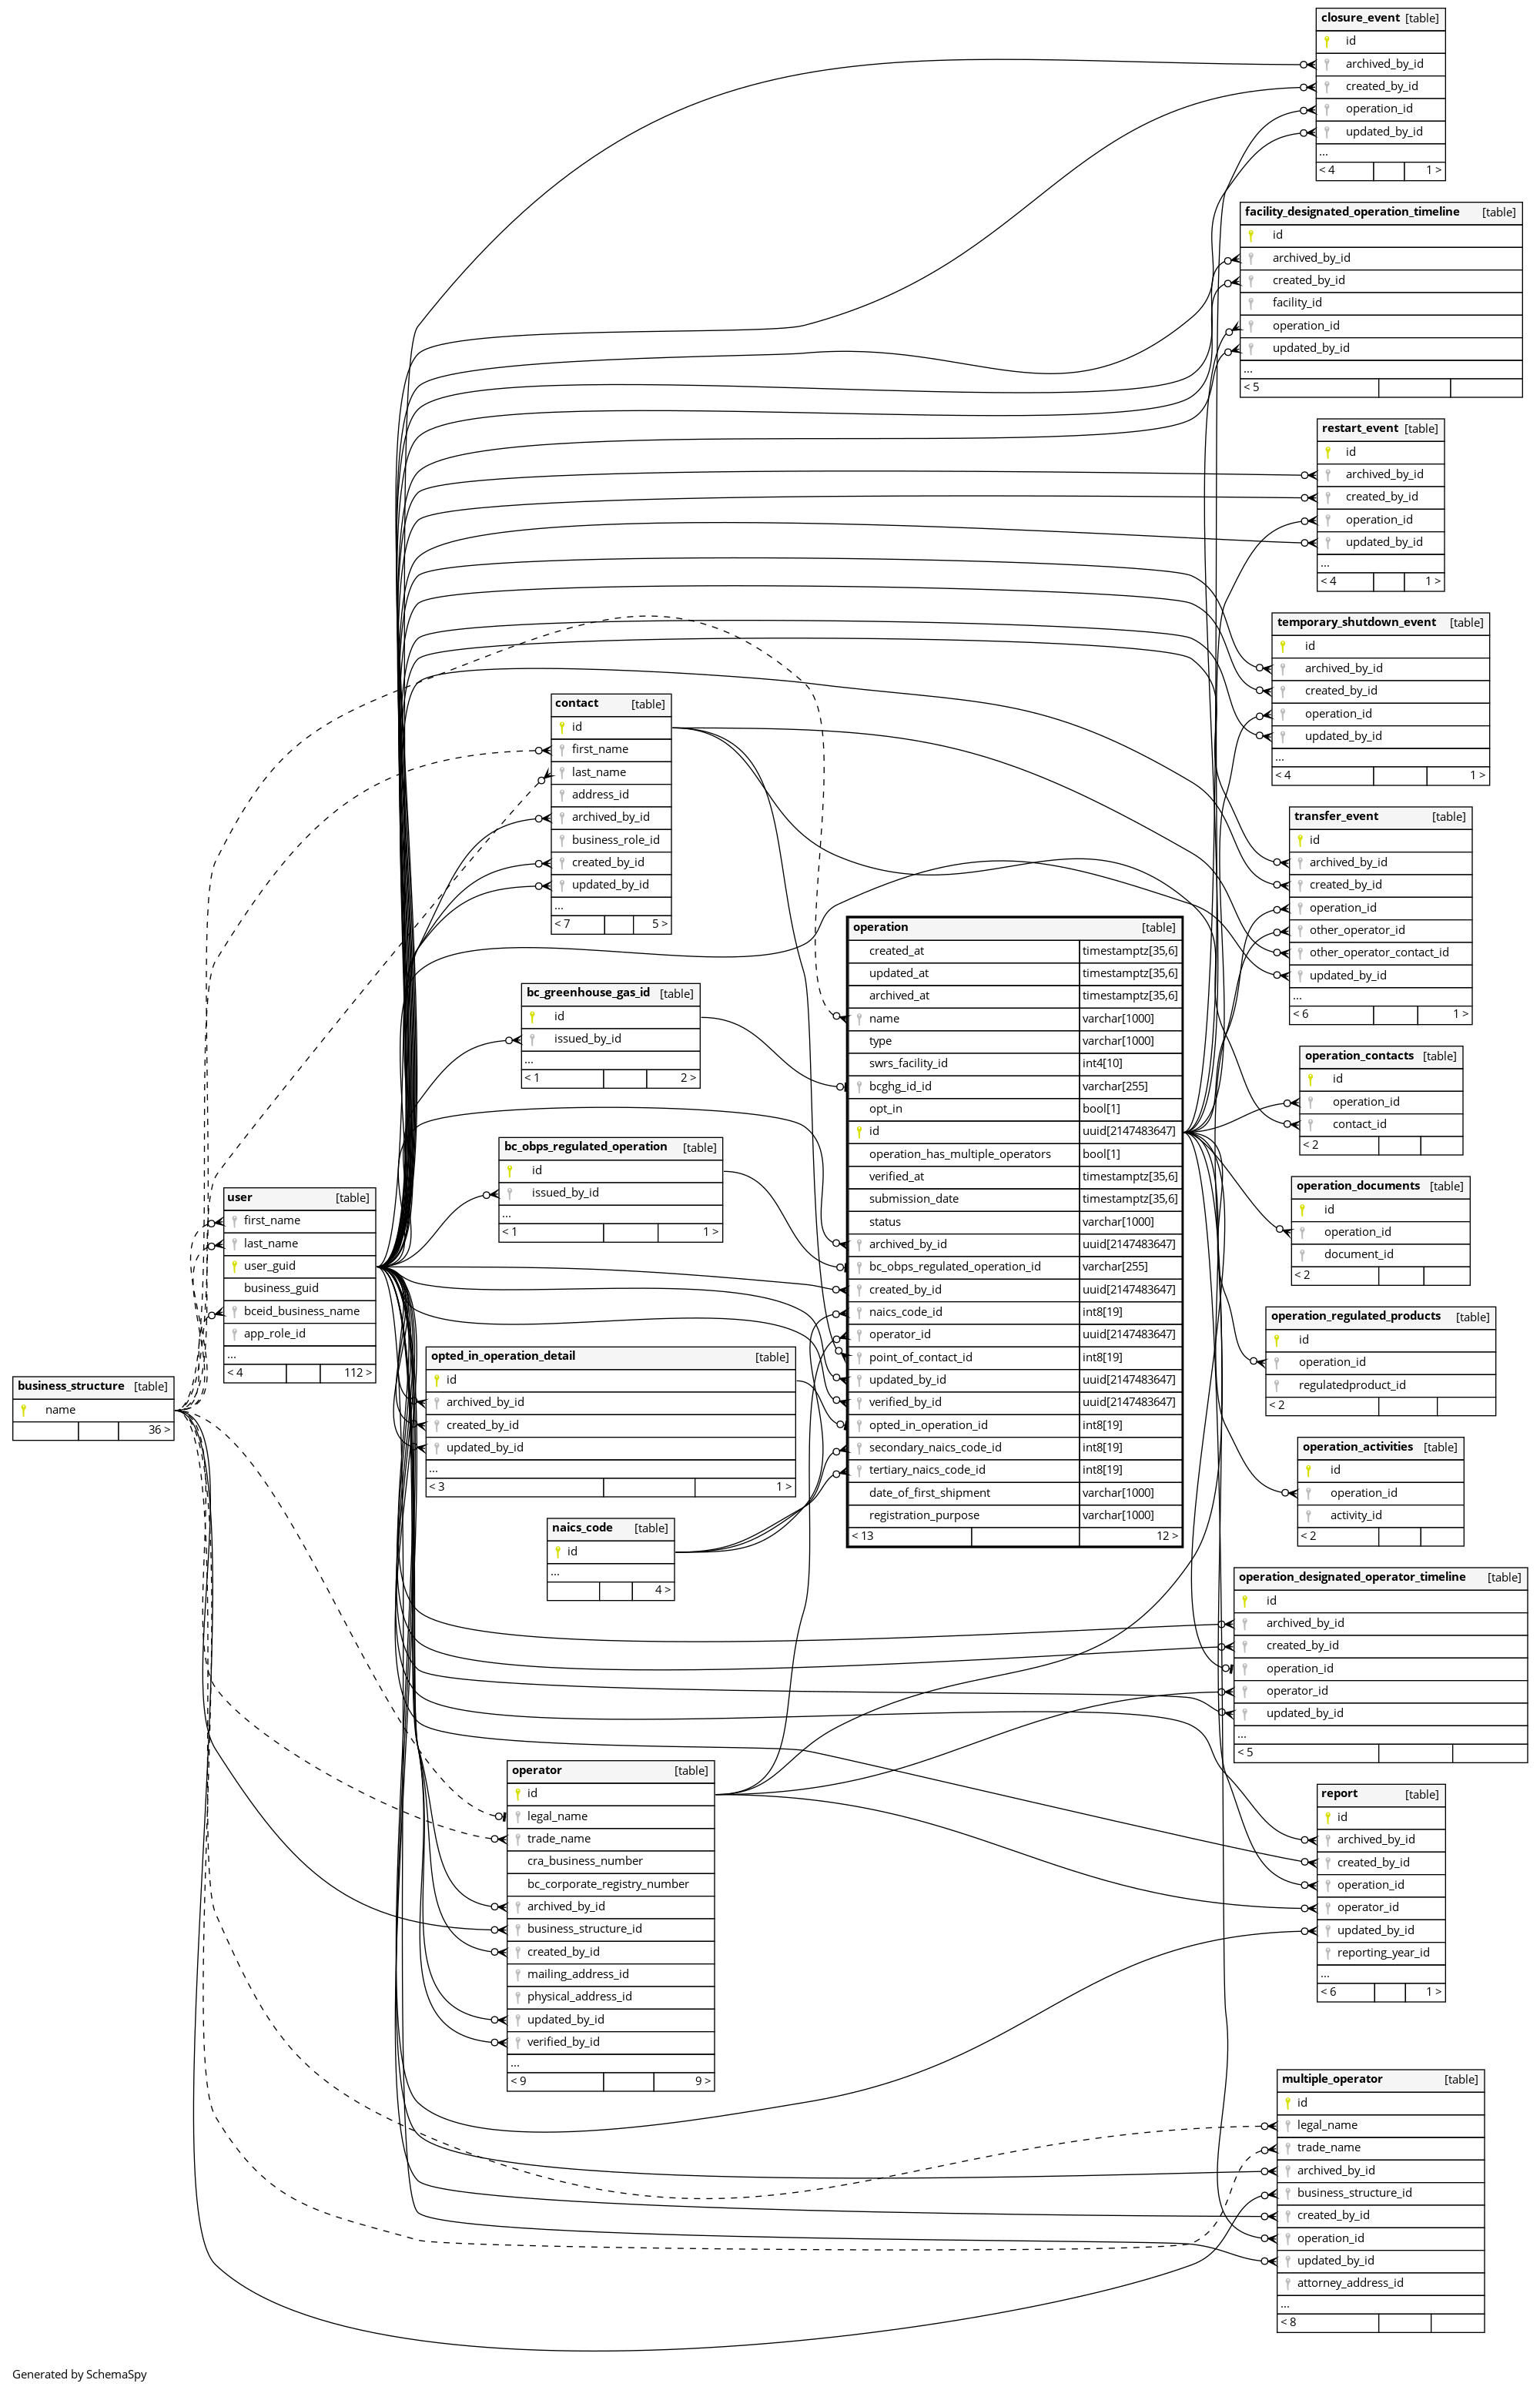 closure_event [table]
id
archived_by_id
created_by_id
operation_id
updated_by_id
...
< 4 1 >
facility_designated_operation_timeline [table]
id
archived_by_id
created_by_id
facility_id
operation_id
updated_by_id
...
< 5
restart_event [table]
id
archived_by_id
created_by_id
operation_id
updated_by_id
...
< 4 1 >
temporary_shutdown_event [table]
id
archived_by_id
created_by_id
operation_id
updated_by_id
...
< 4 1 >
contact [table]
id
first_name
last_name
address_id
archived_by_id
business_role_id
created_by_id
updated_by_id
...
< 7 5 >
transfer_event [table]
id
archived_by_id
created_by_id
operation_id
other_operator_id
other_operator_contact_id
updated_by_id
...
< 6 1 >
operation [table]
created_at timestamptz[35,6]
updated_at timestamptz[35,6]
archived_at timestamptz[35,6]
name varchar[1000]
type varchar[1000]
swrs_facility_id int4[10]
bcghg_id_id varchar[255]
opt_in bool[1]
id uuid[2147483647]
operation_has_multiple_operators bool[1]
verified_at timestamptz[35,6]
submission_date timestamptz[35,6]
status varchar[1000]
archived_by_id uuid[2147483647]
bc_obps_regulated_operation_id varchar[255]
created_by_id uuid[2147483647]
naics_code_id int8[19]
operator_id uuid[2147483647]
point_of_contact_id int8[19]
updated_by_id uuid[2147483647]
verified_by_id uuid[2147483647]
opted_in_operation_id int8[19]
secondary_naics_code_id int8[19]
tertiary_naics_code_id int8[19]
date_of_first_shipment varchar[1000]
registration_purpose varchar[1000]
< 13 12 >
bc_greenhouse_gas_id [table]
id
issued_by_id
...
< 1 2 >
operation_contacts [table]
id
operation_id
contact_id
< 2
bc_obps_regulated_operation [table]
id
issued_by_id
...
< 1 1 >
operation_documents [table]
id
operation_id
document_id
< 2
user [table]
first_name
last_name
user_guid
business_guid
bceid_business_name
app_role_id
...
< 4 112 >
operation_regulated_products [table]
id
operation_id
regulatedproduct_id
< 2
opted_in_operation_detail [table]
id
archived_by_id
created_by_id
updated_by_id
...
< 3 1 >
business_structure [table]
name
36 >
operation_activities [table]
id
operation_id
activity_id
< 2
naics_code [table]
id
...
4 >
operation_designated_operator_timeline [table]
id
archived_by_id
created_by_id
operation_id
operator_id
updated_by_id
...
< 5
operator [table]
id
legal_name
trade_name
cra_business_number
bc_corporate_registry_number
archived_by_id
business_structure_id
created_by_id
mailing_address_id
physical_address_id
updated_by_id
verified_by_id
...
< 9 9 >
report [table]
id
archived_by_id
created_by_id
operation_id
operator_id
updated_by_id
reporting_year_id
...
< 6 1 >
multiple_operator [table]
id
legal_name
trade_name
archived_by_id
business_structure_id
created_by_id
operation_id
updated_by_id
attorney_address_id
...
< 8
Generated by SchemaSpy